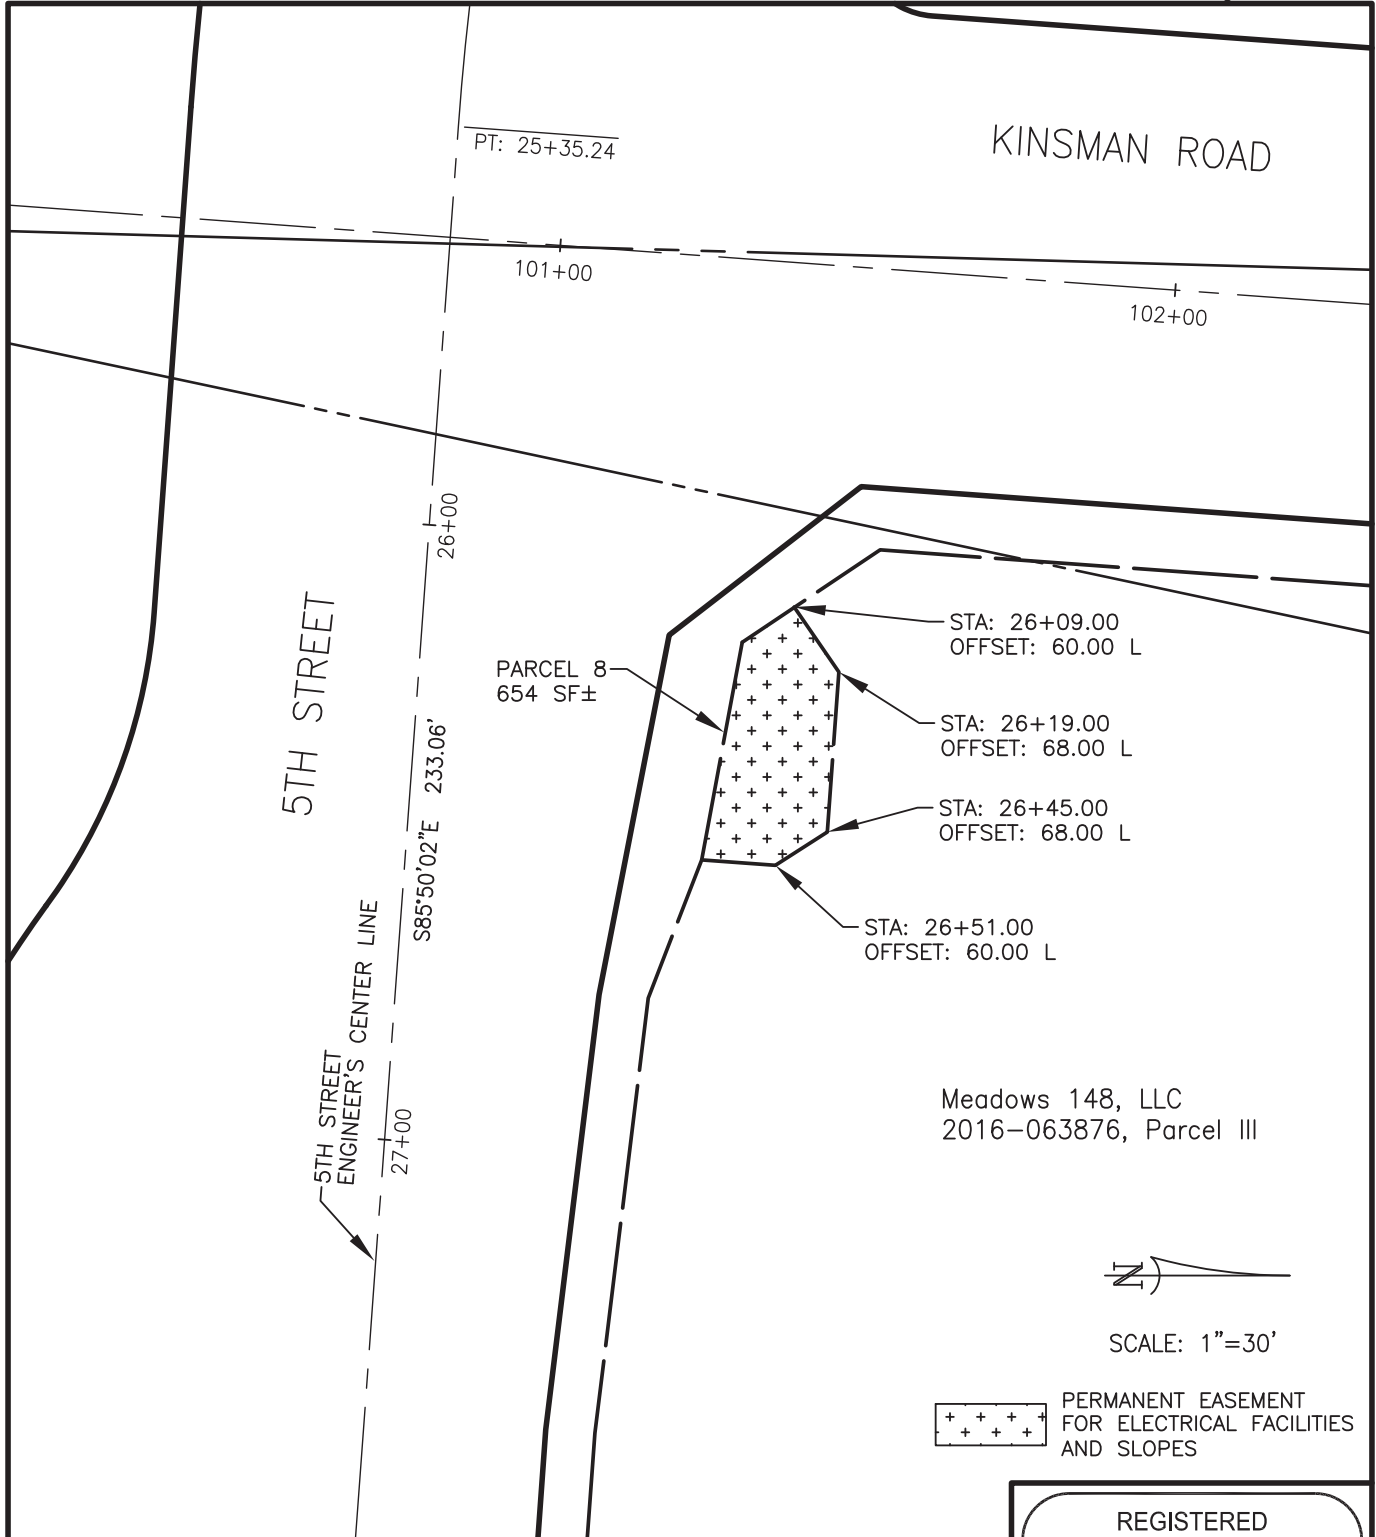 KINSMAN ROAD
PT: 25+35.24
101+00
102+00
26+00
5TH STREET
STA: 26+09.00
OFFSET: 60.00 L
PARCEL 8
654 SF±
STA: 26+19.00
OFFSET: 68.00 L
S85°50'02"E 233.06'
STA: 26+45.00
OFFSET: 68.00 L
STA: 26+51.00
OFFSET: 60.00 L
5TH STREET
ENGINEER'S CENTER LINE
27+00
Meadows 148, LLC
2016-063876, Parcel III
N
SCALE: 1"=30'
PERMANENT EASEMENT
FOR ELECTRICAL FACILITIES
AND SLOPES
REGISTERED